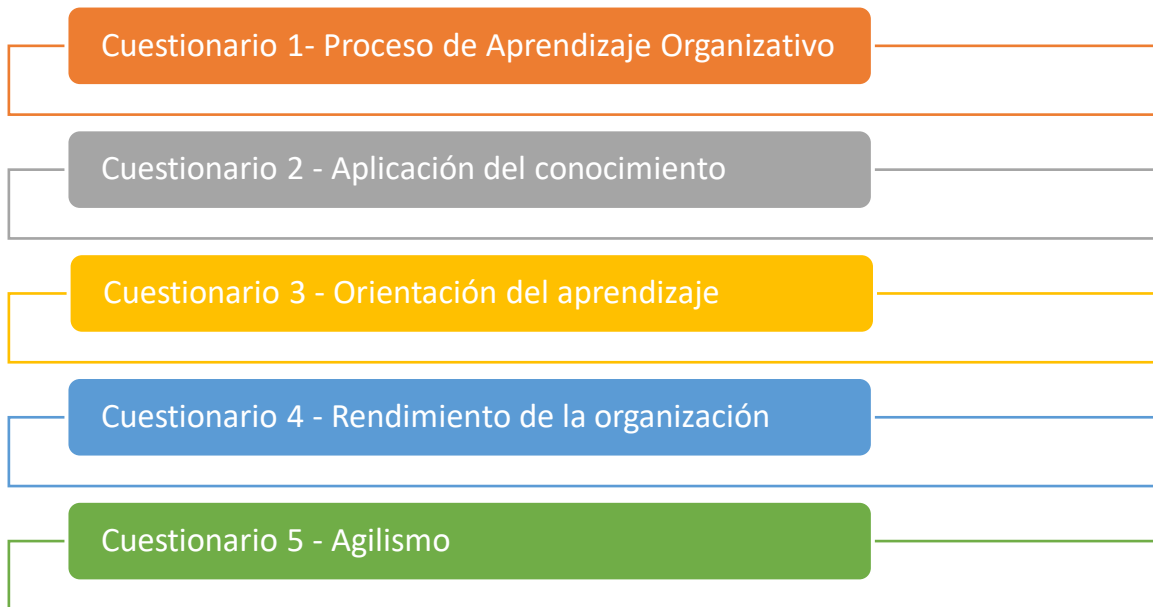 Cuestionario 1- Proceso de Aprendizaje Organizativo
Cuestionario 2 - Aplicación del conocimiento
Cuestionario 3 - Orientación del aprendizaje
Cuestionario 4 - Rendimiento de la organización
Cuestionario 5 - Agilismo